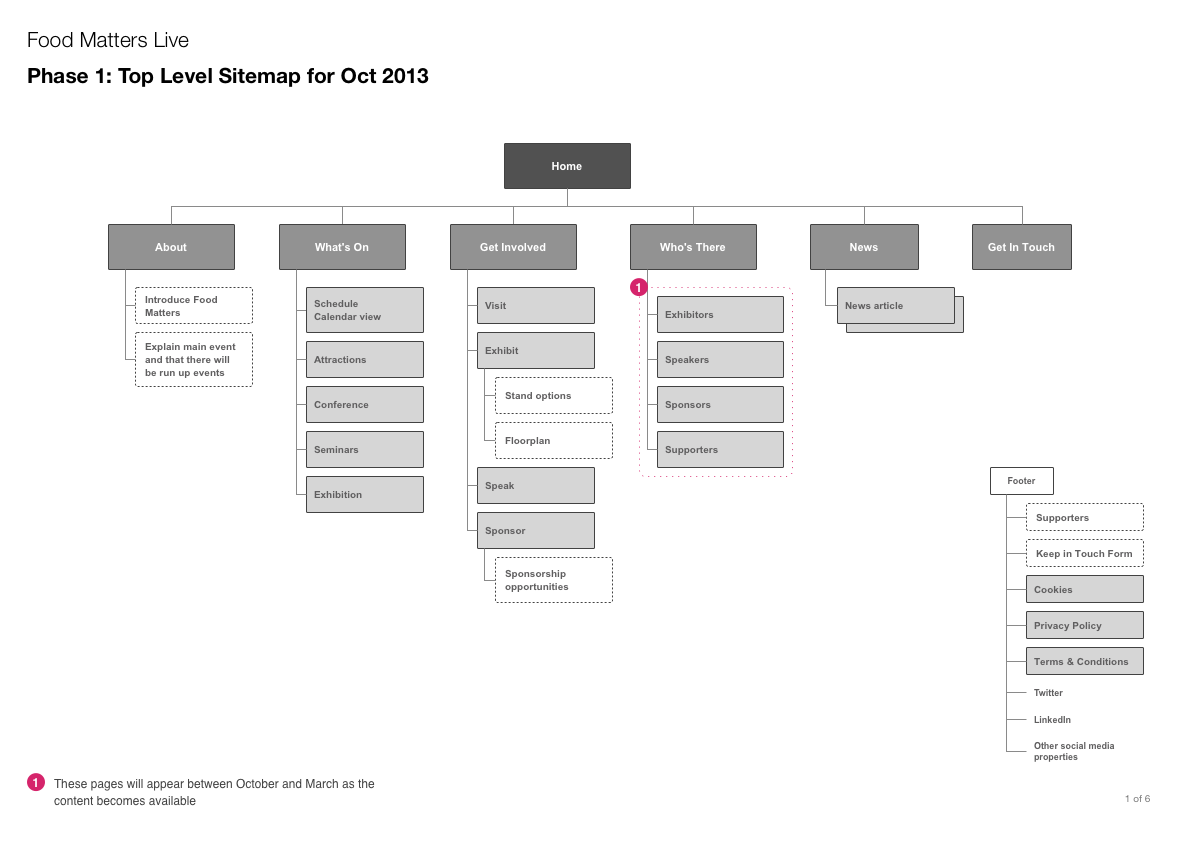 Food Matters Live
Phase 1: Top Level Sitemap for Oct 2013
Home
About
What's On
Get Involved
Who's There
News
Get In Touch
Introduce Food
Matters
Explain main event
and that there will
be run up events
Schedule
Calendar view
Attractions
Conference
Seminars
Exhibition
Visit
Exhibit
Stand options
Floorplan
Speak
Sponsor
Sponsorship
opportunities
1
Exhibitors
Speakers
Sponsors
Supporters
News article
Footer
Supporters
Keep in Touch Form
Cookies
Privacy Policy
Terms & Conditions
Twitter
LinkedIn
Other social media
properties
1 These pages will appear between October and March as the
content becomes available
1 of 6